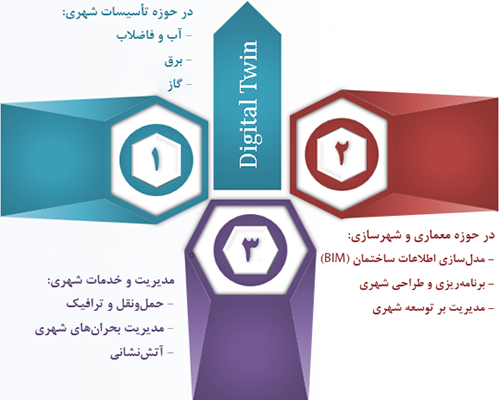 در حوزه تأسیسات شهری:
- آب و فاضلاب
- برق
- گاز
Digital Twin
۱
۲
۳
در حوزه معماری و شهرسازی:
- مدل‌سازی اطلاعات ساختمان (BIM)
- برنامه‌ریزی و طراحی شهری
- مدیریت بر توسعه شهری
مدیریت و خدمات شهری:
- حمل‌ونقل و ترافیک
- مدیریت بحران‌های شهری
- آتش‌نشانی